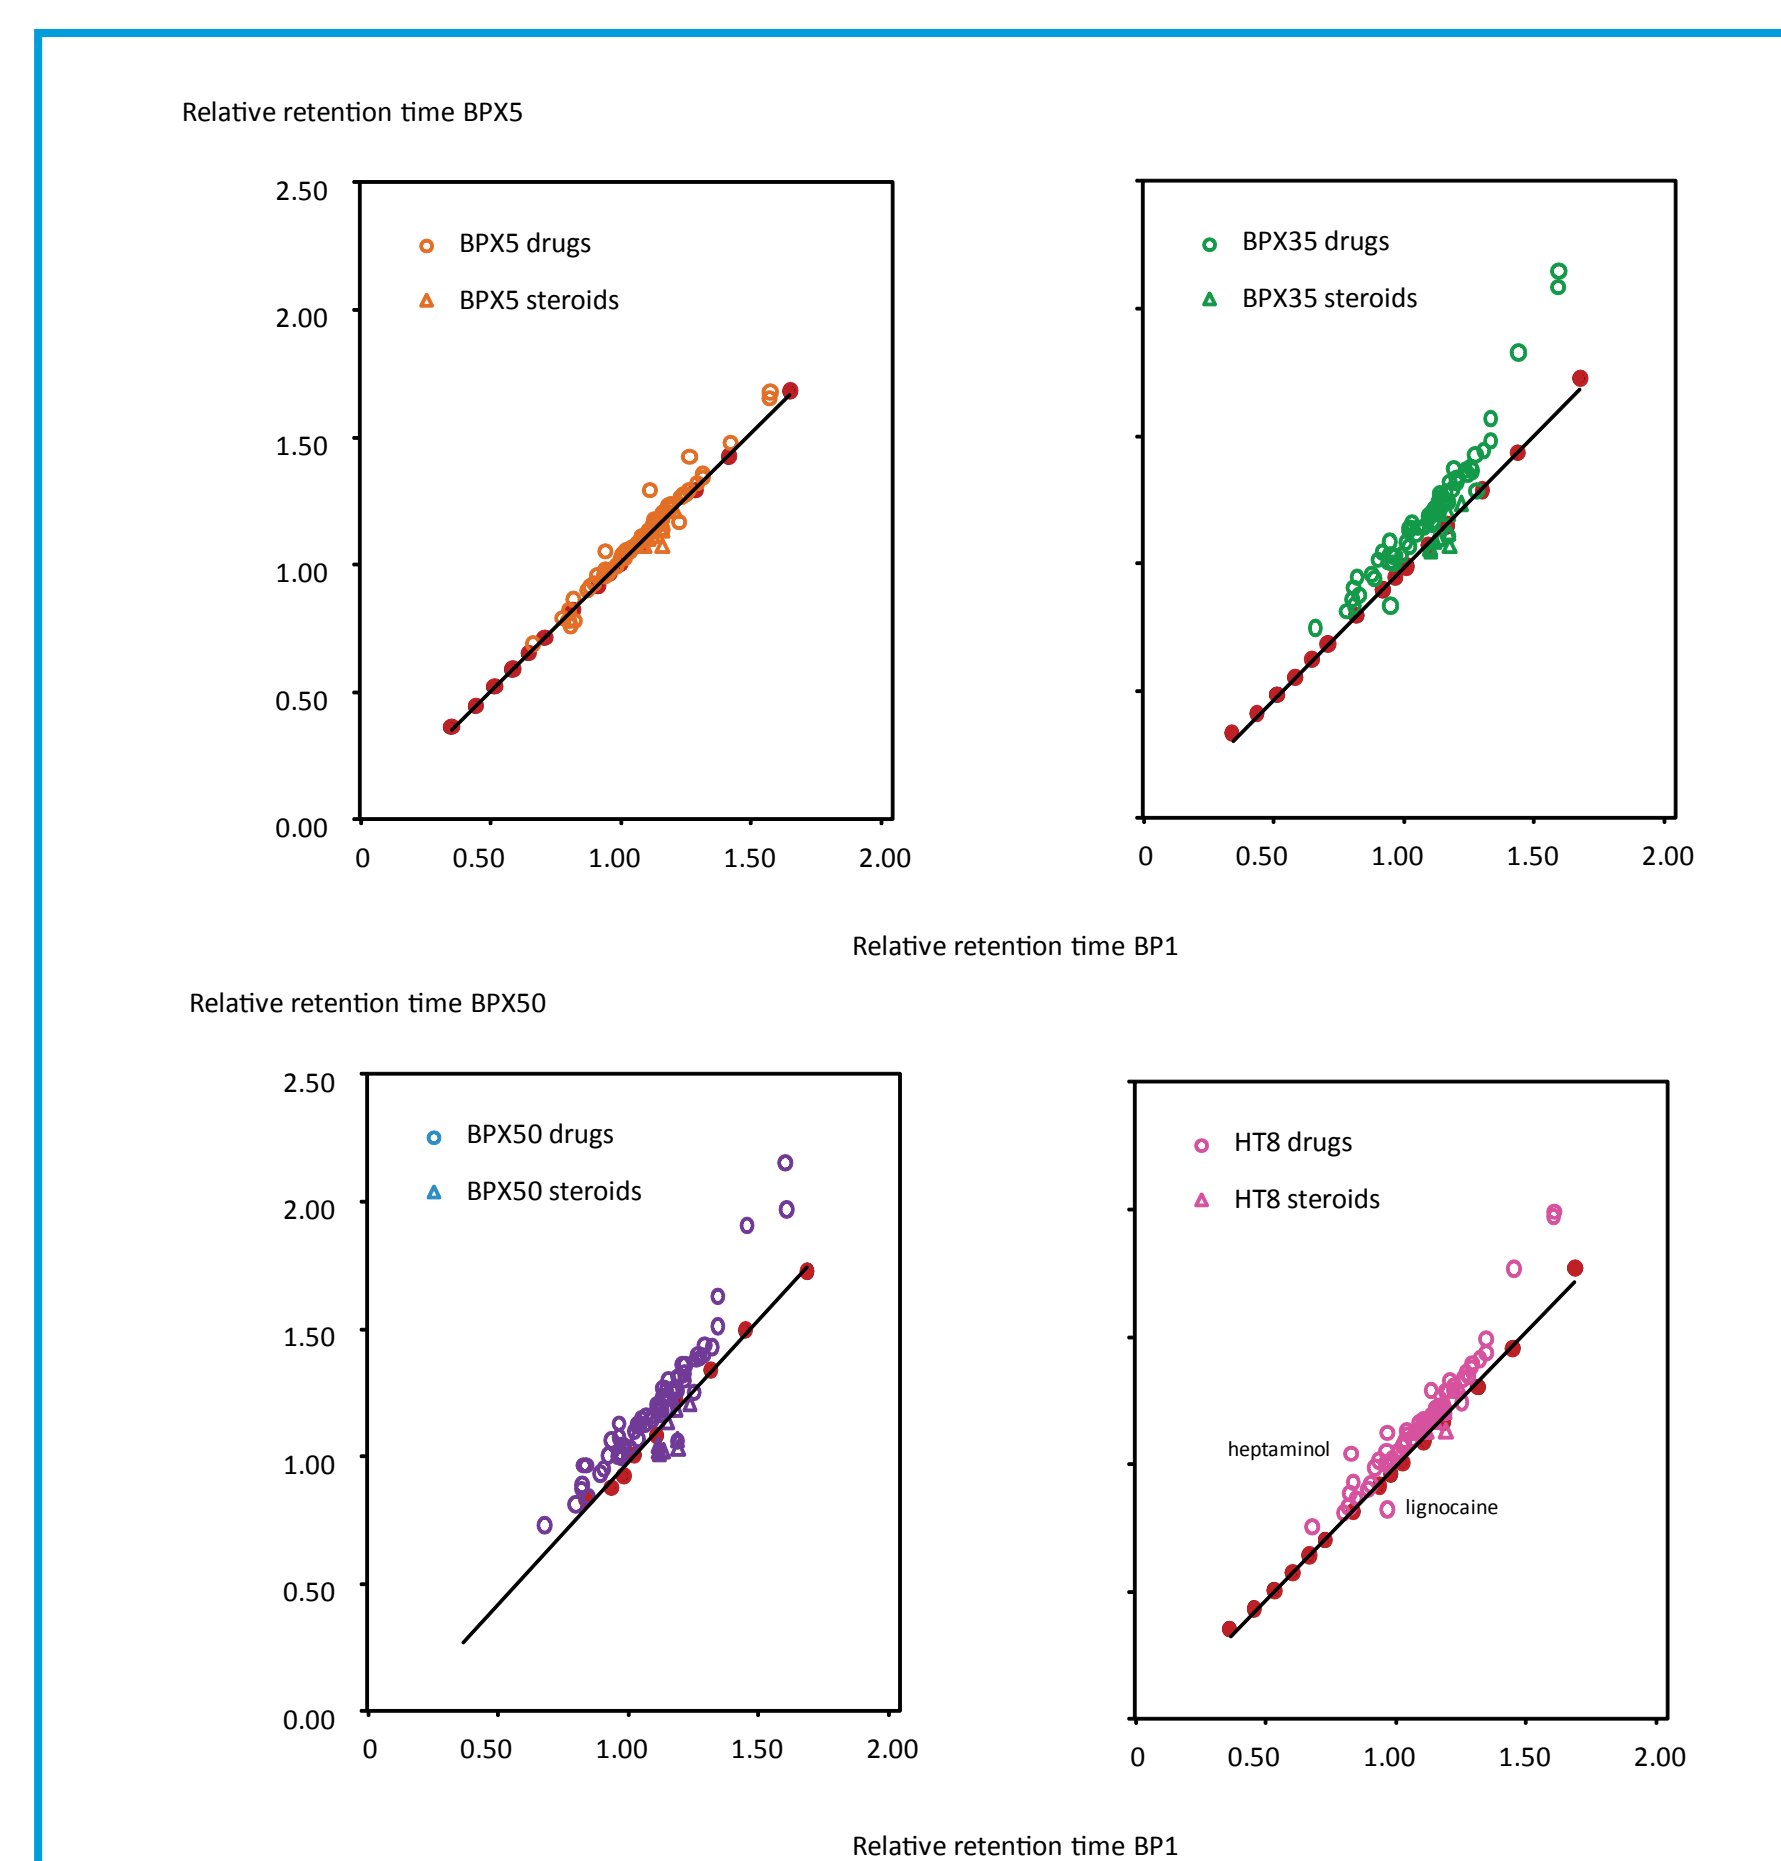 Relative retention time BPX5
2.50
2.00
1.50
1.00
0.50
0.00
BPX5 drugs
BPX5 steroids
0 0.50 1.00 1.50 2.00
BPX35 drugs
BPX35 steroids
0 0.50 1.00 1.50 2.00
Relative retention time BP1
Relative retention time BPX50
2.50
2.00
1.50
1.00
0.50
0.00
BPX50 drugs
BPX50 steroids
0 0.50 1.00 1.50 2.00
HT8 drugs
HT8 steroids
heptaminol
lignocaine
0 0.50 1.00 1.50 2.00
Relative retention time BP1